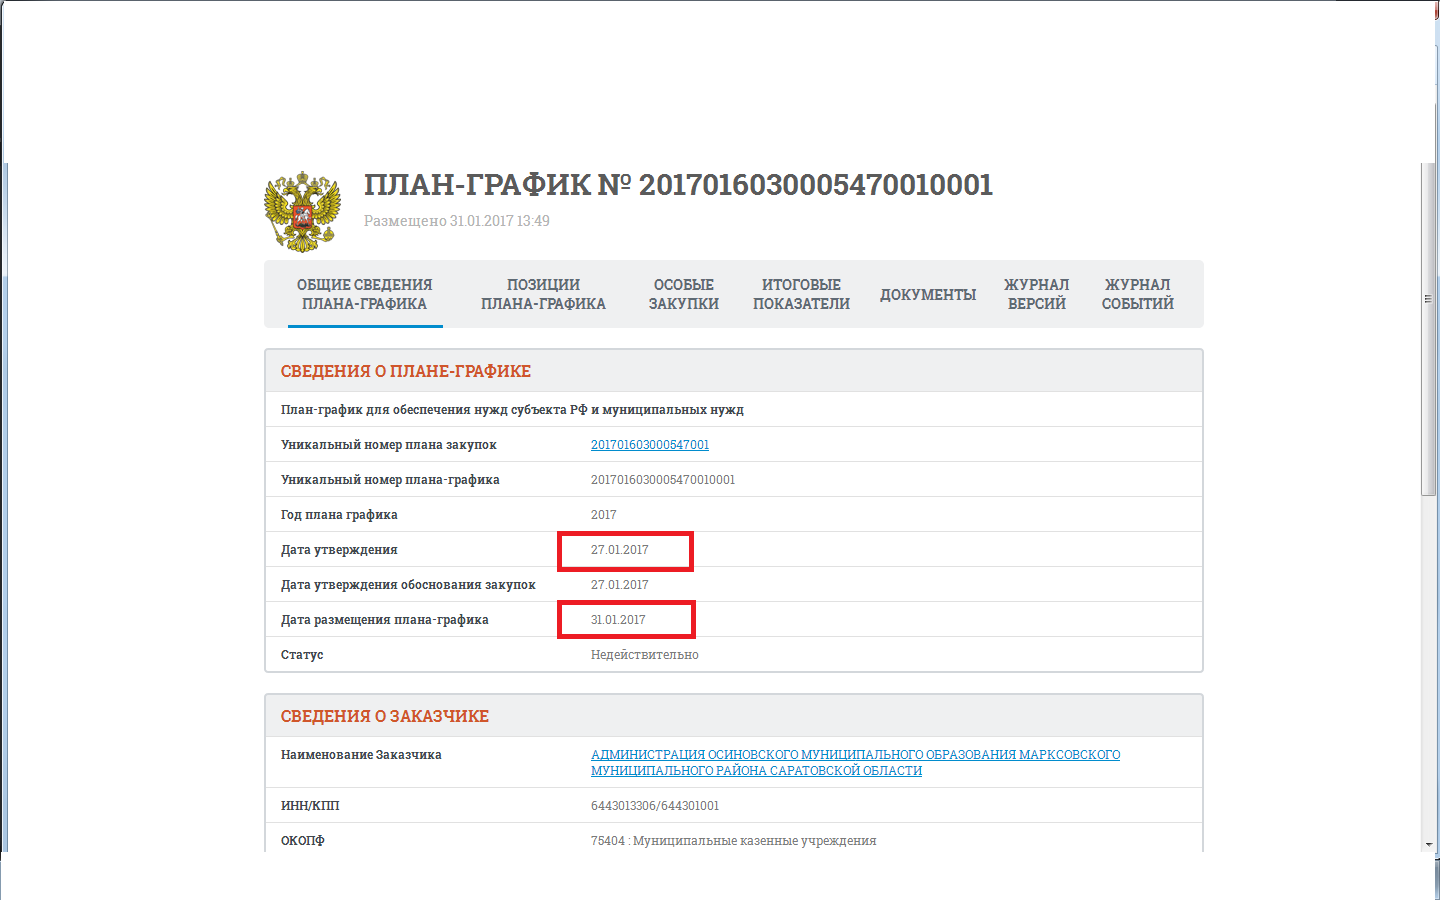 ПЛАН-ГРАФИК № 2017016030005470010001
Размещено 31.01.2017 13:49
ОБЩИЕ СВЕДЕНИЯ
ПЛАНА-ГРАФИКА
ПОЗИЦИИ
ПЛАНА-ГРАФИКА
ОСОБЫЕ
ЗАКУПКИ
ИТОГОВЫЕ
ПОКАЗАТЕЛИ
ДОКУМЕНТЫ
ЖУРНАЛ
ВЕРСИЙ
ЖУРНАЛ
СОБЫТИЙ
СВЕДЕНИЯ О ПЛАНЕ-ГРАФИКЕ
План-график для обеспечения нужд субъекта РФ и муниципальных нужд
Уникальный номер плана закупок 201701603000547001
Уникальный номер плана-графика 2017016030005470010001
Год плана графика 2017
Дата утверждения 27.01.2017
Дата утверждения обоснования закупок 27.01.2017
Дата размещения плана-графика 31.01.2017
Статус Недействительно
СВЕДЕНИЯ О ЗАКАЗЧИКЕ
Наименование Заказчика АДМИНИСТРАЦИЯ ОСИНОВСКОГО МУНИЦИПАЛЬНОГО ОБРАЗОВАНИЯ МАРКСОВСКОГО
МУНИЦИПАЛЬНОГО РАЙОНА САРАТОВСКОЙ ОБЛАСТИ
ИНН/КПП 6443013306/644301001
ОКОПФ 75404 : Муниципальные казенные учреждения